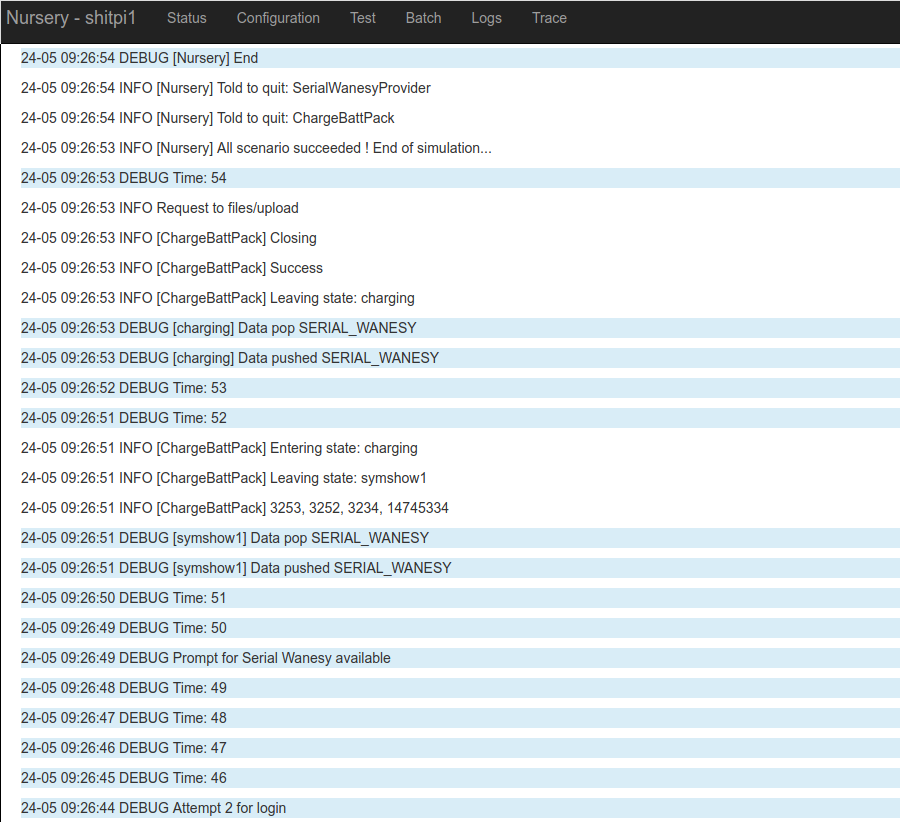 Nursery - shitpi1 Status Configuration Test Batch Logs Trace
24-05 09:26:54 DEBUG [Nursery] End
24-05 09:26:54 INFO [Nursery] Told to quit: SerialWanesyProvider
24-05 09:26:54 INFO [Nursery] Told to quit: ChargeBattPack
24-05 09:26:53 INFO [Nursery] All scenario succeeded ! End of simulation...
24-05 09:26:53 DEBUG Time: 54
24-05 09:26:53 INFO Request to files/upload
24-05 09:26:53 INFO [ChargeBattPack] Closing
24-05 09:26:53 INFO [ChargeBattPack] Success
24-05 09:26:53 INFO [ChargeBattPack] Leaving state: charging
24-05 09:26:53 DEBUG [charging] Data pop SERIAL_WANESY
24-05 09:26:53 DEBUG [charging] Data pushed SERIAL_WANESY
24-05 09:26:52 DEBUG Time: 53
24-05 09:26:51 DEBUG Time: 52
24-05 09:26:51 INFO [ChargeBattPack] Entering state: charging
24-05 09:26:51 INFO [ChargeBattPack] Leaving state: symshow1
24-05 09:26:51 INFO [ChargeBattPack] 3253, 3252, 3234, 14745334
24-05 09:26:51 DEBUG [symshow1] Data pop SERIAL_WANESY
24-05 09:26:51 DEBUG [symshow1] Data pushed SERIAL_WANESY
24-05 09:26:50 DEBUG Time: 51
24-05 09:26:49 DEBUG Time: 50
24-05 09:26:49 DEBUG Prompt for Serial Wanesy available
24-05 09:26:48 DEBUG Time: 49
24-05 09:26:47 DEBUG Time: 48
24-05 09:26:46 DEBUG Time: 47
24-05 09:26:45 DEBUG Time: 46
24-05 09:26:44 DEBUG Attempt 2 for login